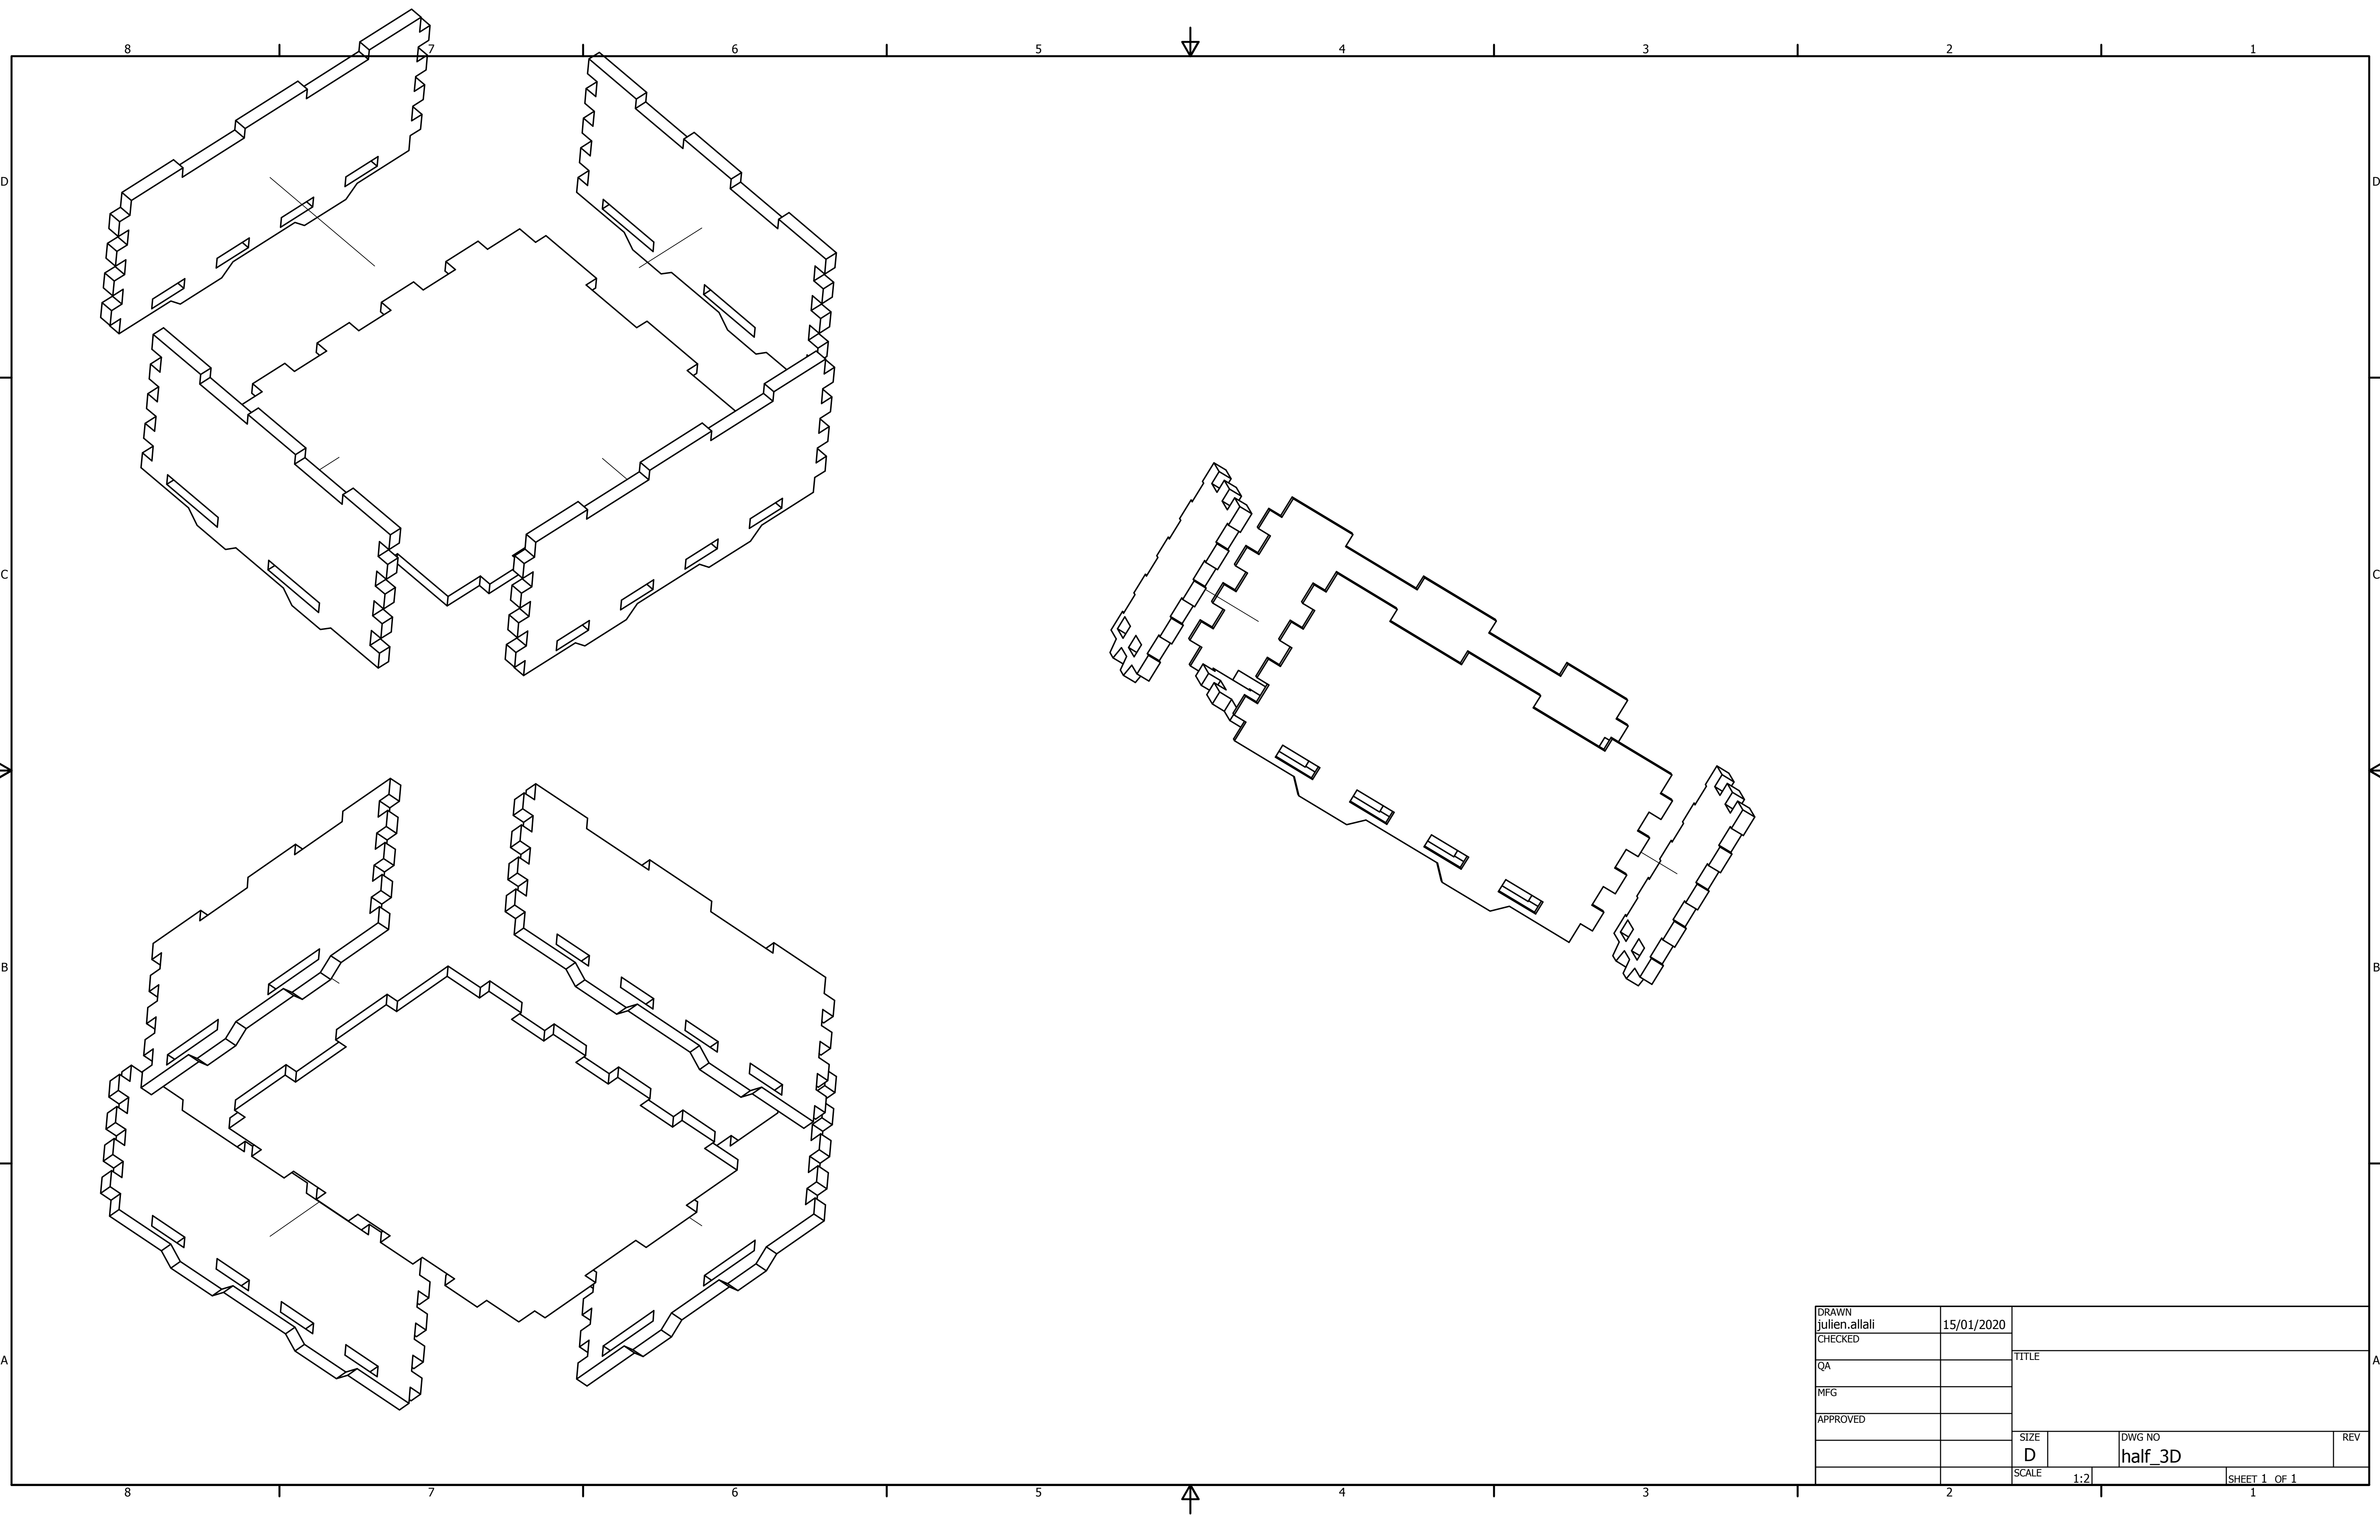 8 7 6 5 4 3 2 1
D D
C C
B B
A A
DRAWN
julien.allali 15/01/2020
CHECKED
QA
TITLE
MFG
APPROVED
SIZE DWG NO REV
D half_3D
SCALE 1:2 SHEET 1 OF 1
8 7 6 5 4 3 2 1